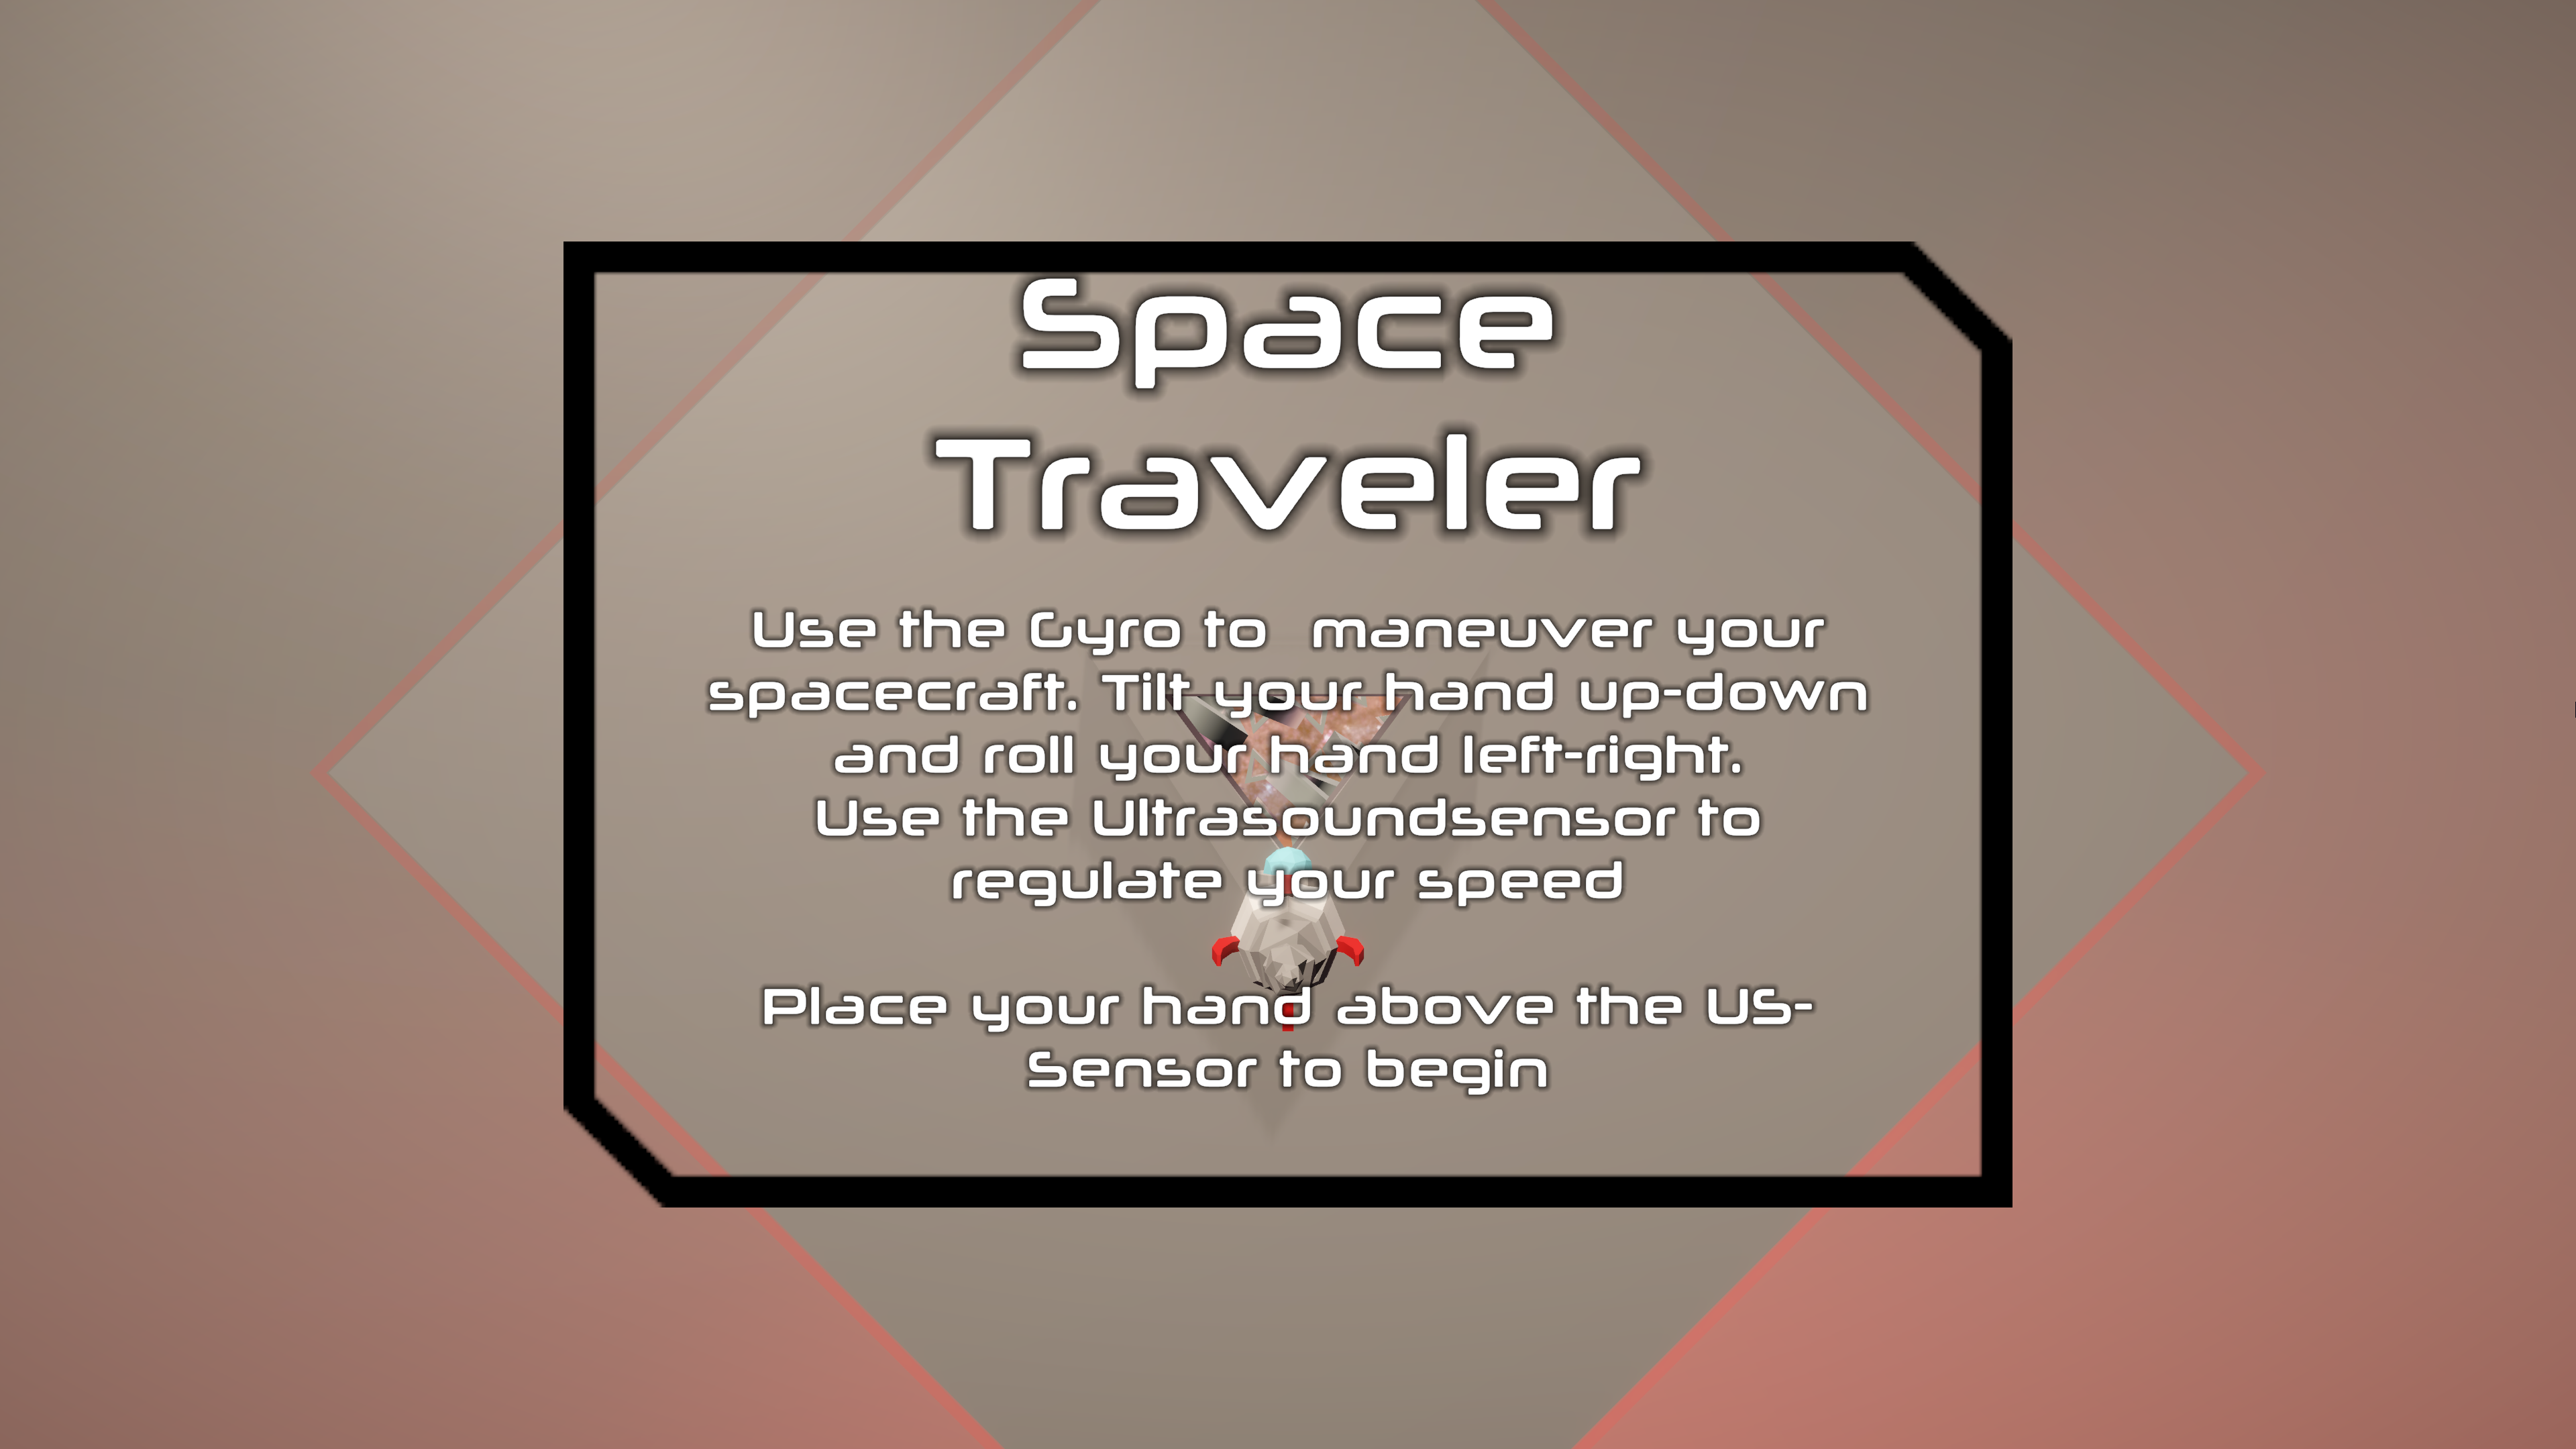 Space
Traveler
Use the Gyro to  maneuver your
spacecraft. Tilt your hand up-down
and roll your hand left-right.
Use the Ultrasoundsensor to
regulate your speed
Place your hand above the US-
Sensor to begin